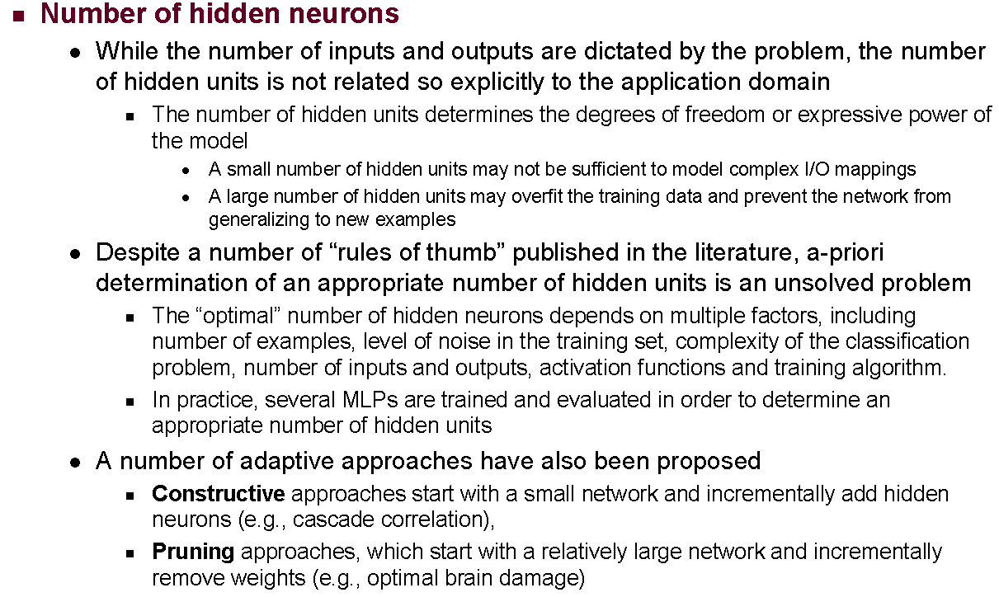 ▪ Number of hidden neurons
● While the number of inputs and outputs are dictated by the problem, the number
of hidden units is not related so explicitly to the application domain
▪ The number of hidden units determines the degrees of freedom or expressive power of
the model
● A small number of hidden units may not be sufficient to model complex I/O mappings
● A large number of hidden units may overfit the training data and prevent the network from
generalizing to new examples
● Despite a number of “rules of thumb” published in the literature, a-priori
determination of an appropriate number of hidden units is an unsolved problem
▪ The “optimal” number of hidden neurons depends on multiple factors, including
number of examples, level of noise in the training set, complexity of the classification
problem, number of inputs and outputs, activation functions and training algorithm.
▪ In practice, several MLPs are trained and evaluated in order to determine an
appropriate number of hidden units
● A number of adaptive approaches have also been proposed
▪ Constructive approaches start with a small network and incrementally add hidden
neurons (e.g., cascade correlation),
▪ Pruning approaches, which start with a relatively large network and incrementally
remove weights (e.g., optimal brain damage)